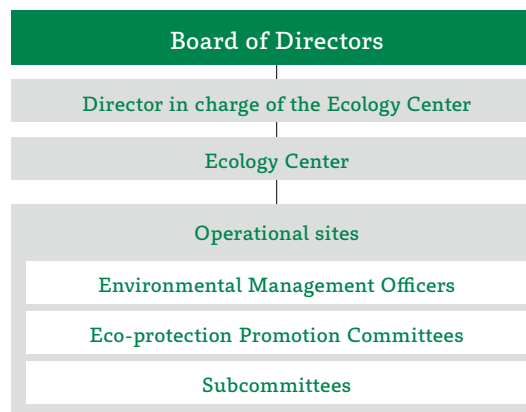 Board of Directors
Director in charge of the Ecology Center
Ecology Center
Operational sites
Environmental Management Officers
Eco-protection Promotion Committees
Subcommittees